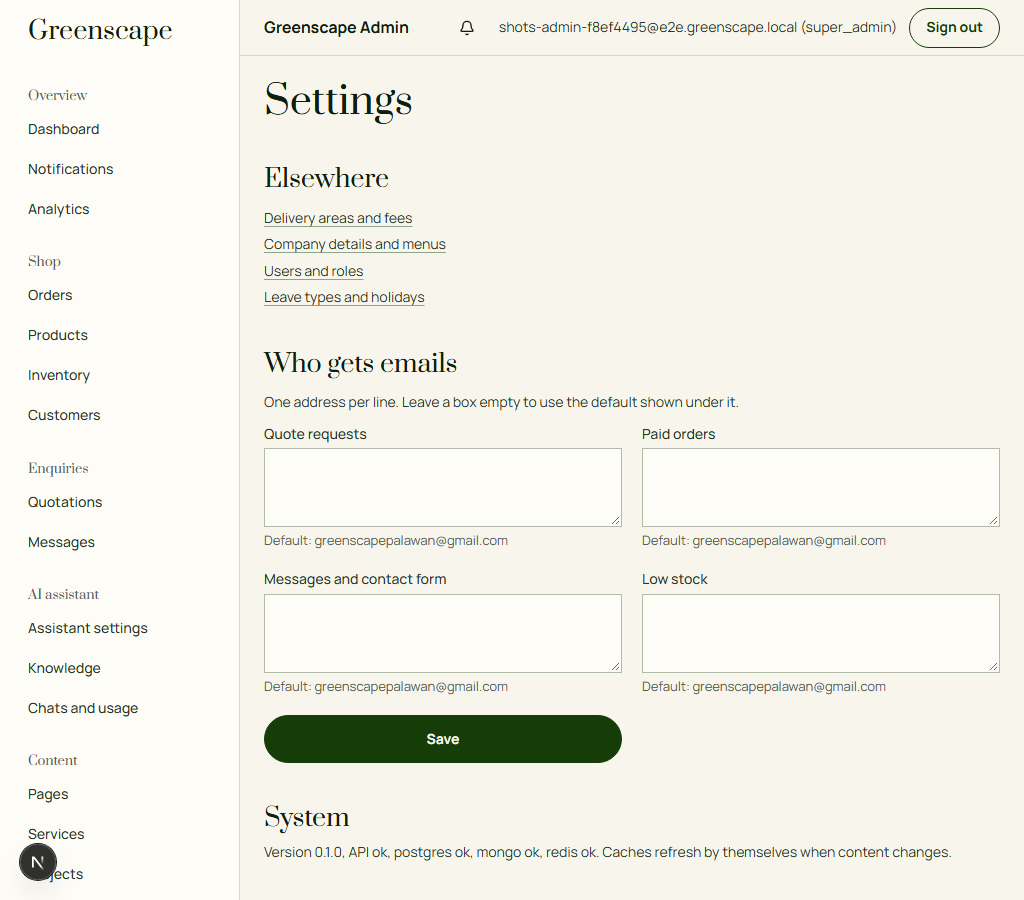 Greenscape
Overview
Dashboard
Notifications
Analytics
Shop
Orders
Products
Inventory
Customers
Enquiries
Quotations
Messages
AI assistant
Assistant settings
Knowledge
Chats and usage
Content
Pages
Services
N
jects
Greenscape Admin
shots-admin-f8ef4495@e2e.greenscape.local (super_admin)
Sign out
Settings
Elsewhere
Delivery areas and fees
Company details and menus
Users and roles
Leave types and holidays
Who gets emails
One address per line. Leave a box empty to use the default shown under it.
Quote requests
Paid orders
Default: greenscapepalawan@gmail.com
Default: greenscapepalawan@gmail.com
Messages and contact form
Low stock
Default: greenscapepalawan@gmail.com
Default: greenscapepalawan@gmail.com
Save
System
Version 0.1.0, API ok, postgres ok, mongo ok, redis ok. Caches refresh by themselves when content changes.